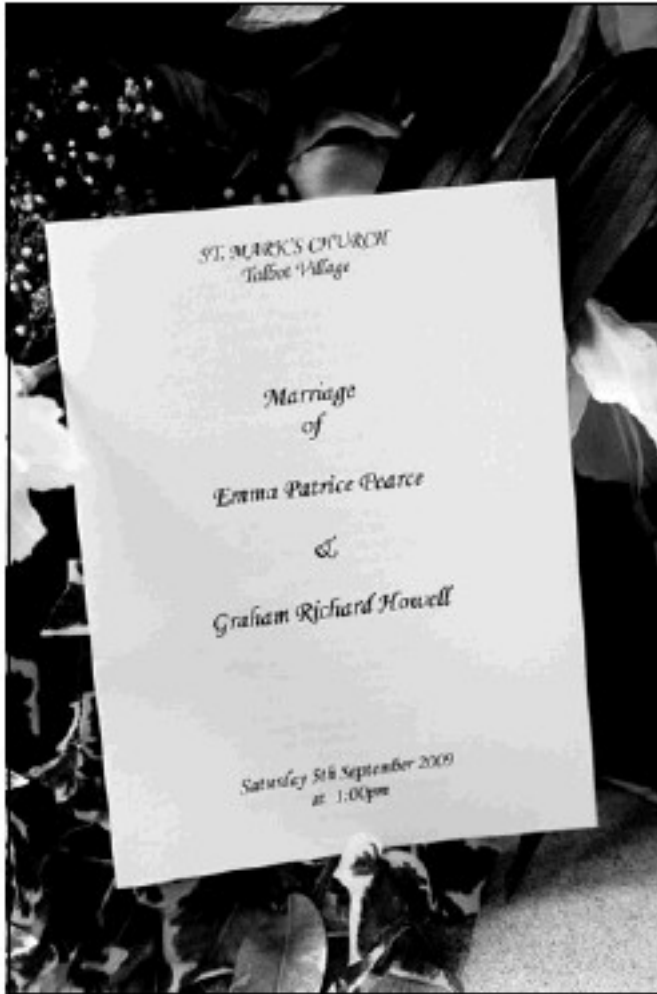 ST. MARK'S CHURCH
Talbot Village
Marriage
of
Emma Patrice Pearce
&
Graham Richard Howell
Saturday 5th September 2009
at 1:00pm